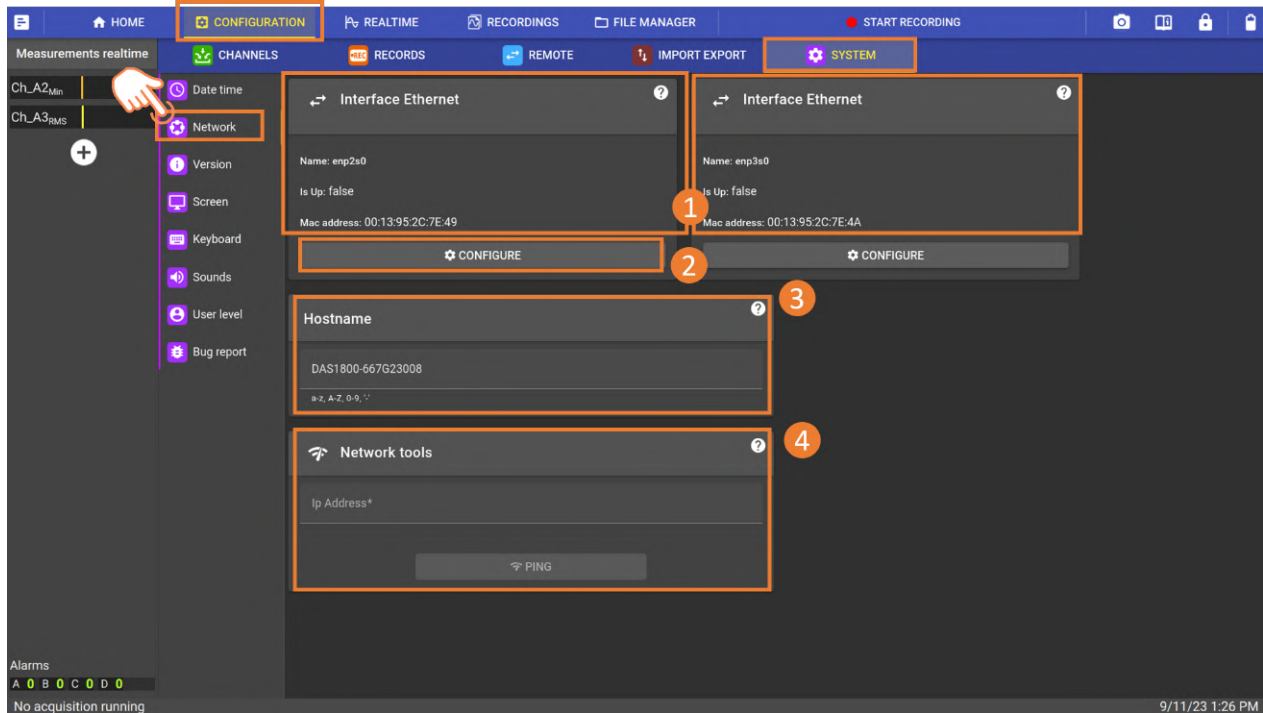 HOME
CONFIGURATION
REALTIME
RECORDINGS
FILE MANAGER
START RECORDING
Measurements realtime
CHANNELS
REC
RECORDS
REMOTE
IMPORT EXPORT
SYSTEM
Ch_A2Min
Ch_A3RMS
Date time
Network
Version
Screen
Keyboard
Sounds
User level
Bug report
Interface Ethernet
?
Name: enp2s0
Is Up: false
Mac address: 00:13:95:2C:7E:49
1
CONFIGURE
2
Interface Ethernet
?
Name: enp3s0
Is Up: false
Mac address: 00:13:95:2C:7E:4A
CONFIGURE
Hostname
?
3
DAS1800-667G23008
a-z, A-Z, 0-9,
Network tools
?
4
Ip Address*
PING
Alarms
A 0 B 0 C 0 D 0
No acquisition running
9/11/23 1:26 PM